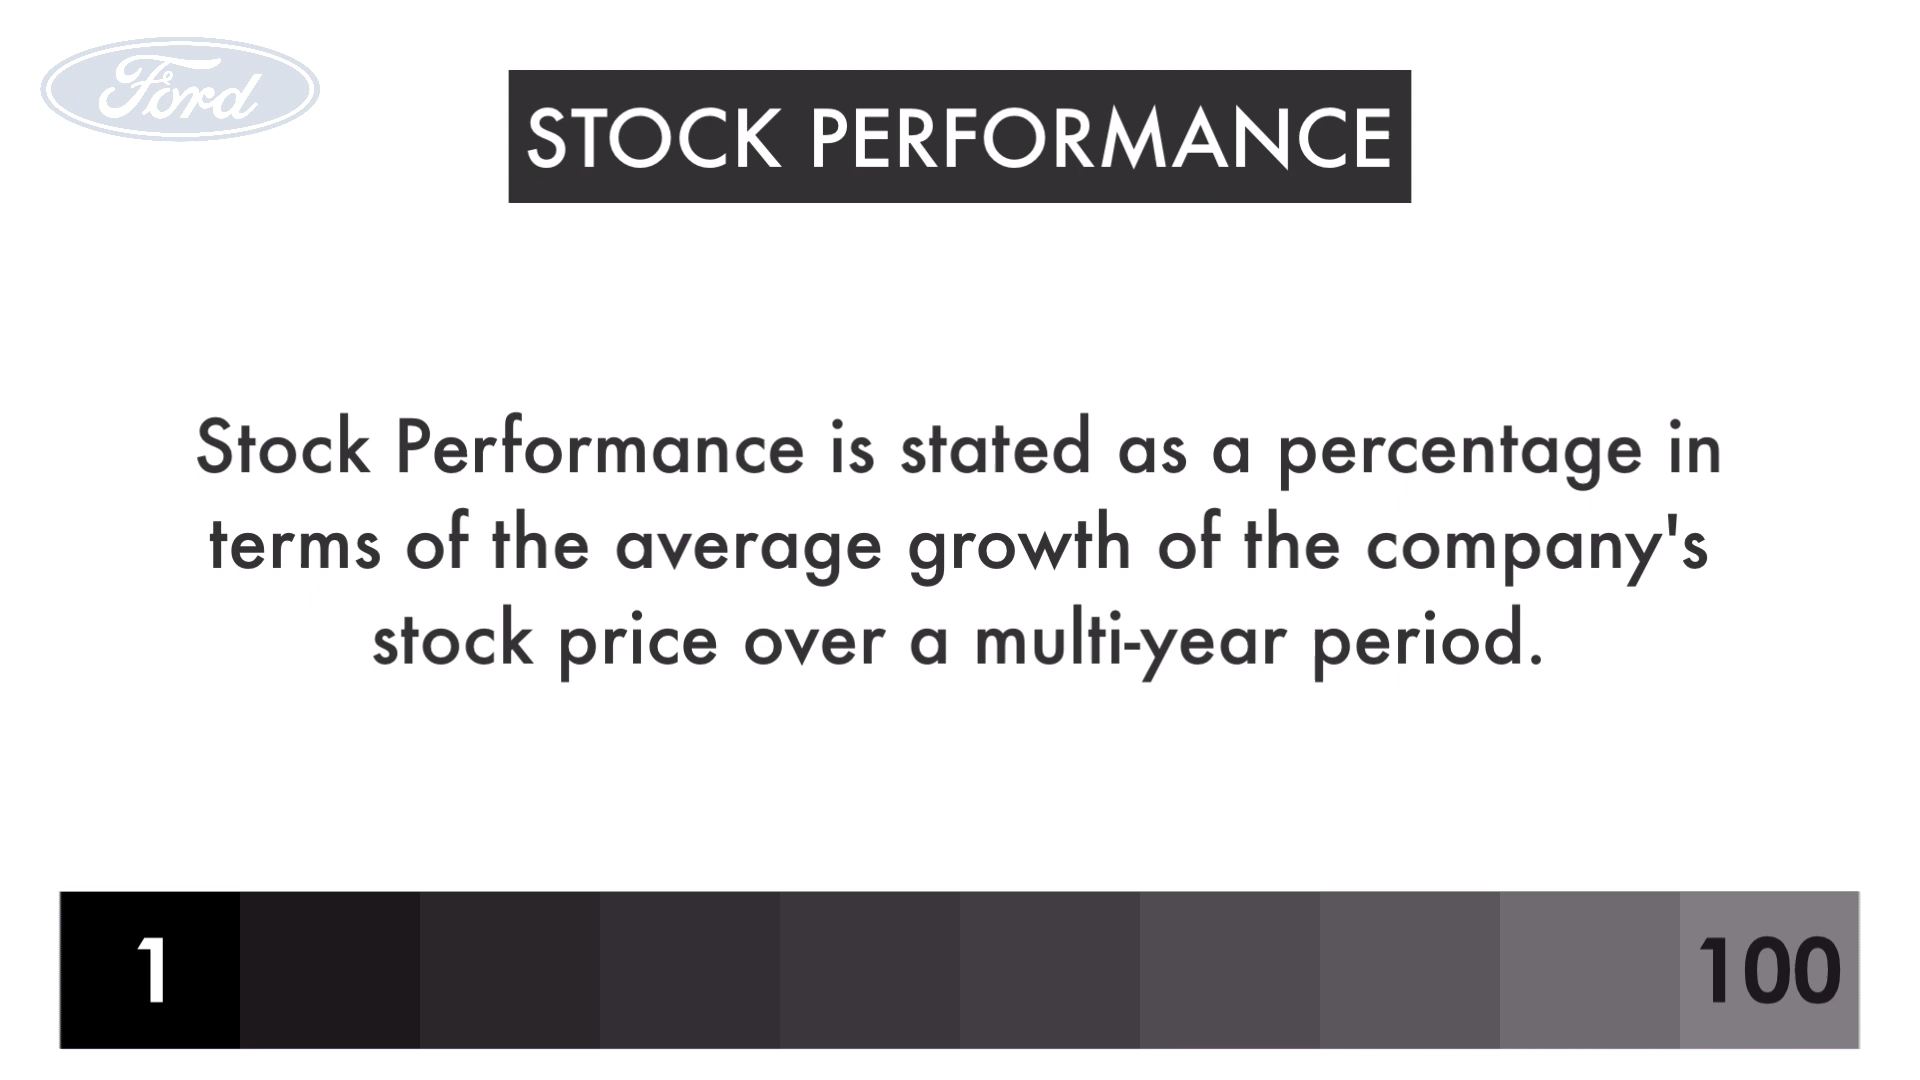 Ford
STOCK PERFORMANCE
Stock Performance is stated as a percentage in
terms of the average growth of the company's
stock price over a multi-year period.
1
100